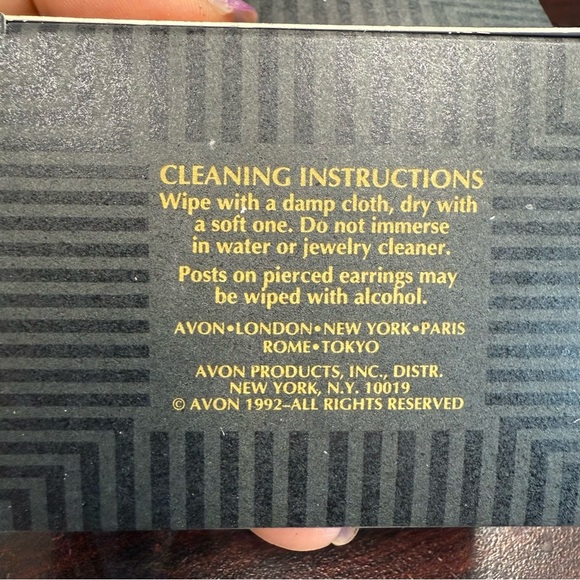 CLEANING INSTRUCTIONS
Wipe with a damp cloth, dry with
a soft one. Do not immerse
in water or jewelry cleaner.
Posts on pierced earrings may
be wiped with alcohol.
AVON•LONDON•NEW YORK•PARIS
ROME•TOKYO
AVON PRODUCTS, INC., DISTR.
NEW YORK, N.Y. 10019
© AVON 1992–ALL RIGHTS RESERVED